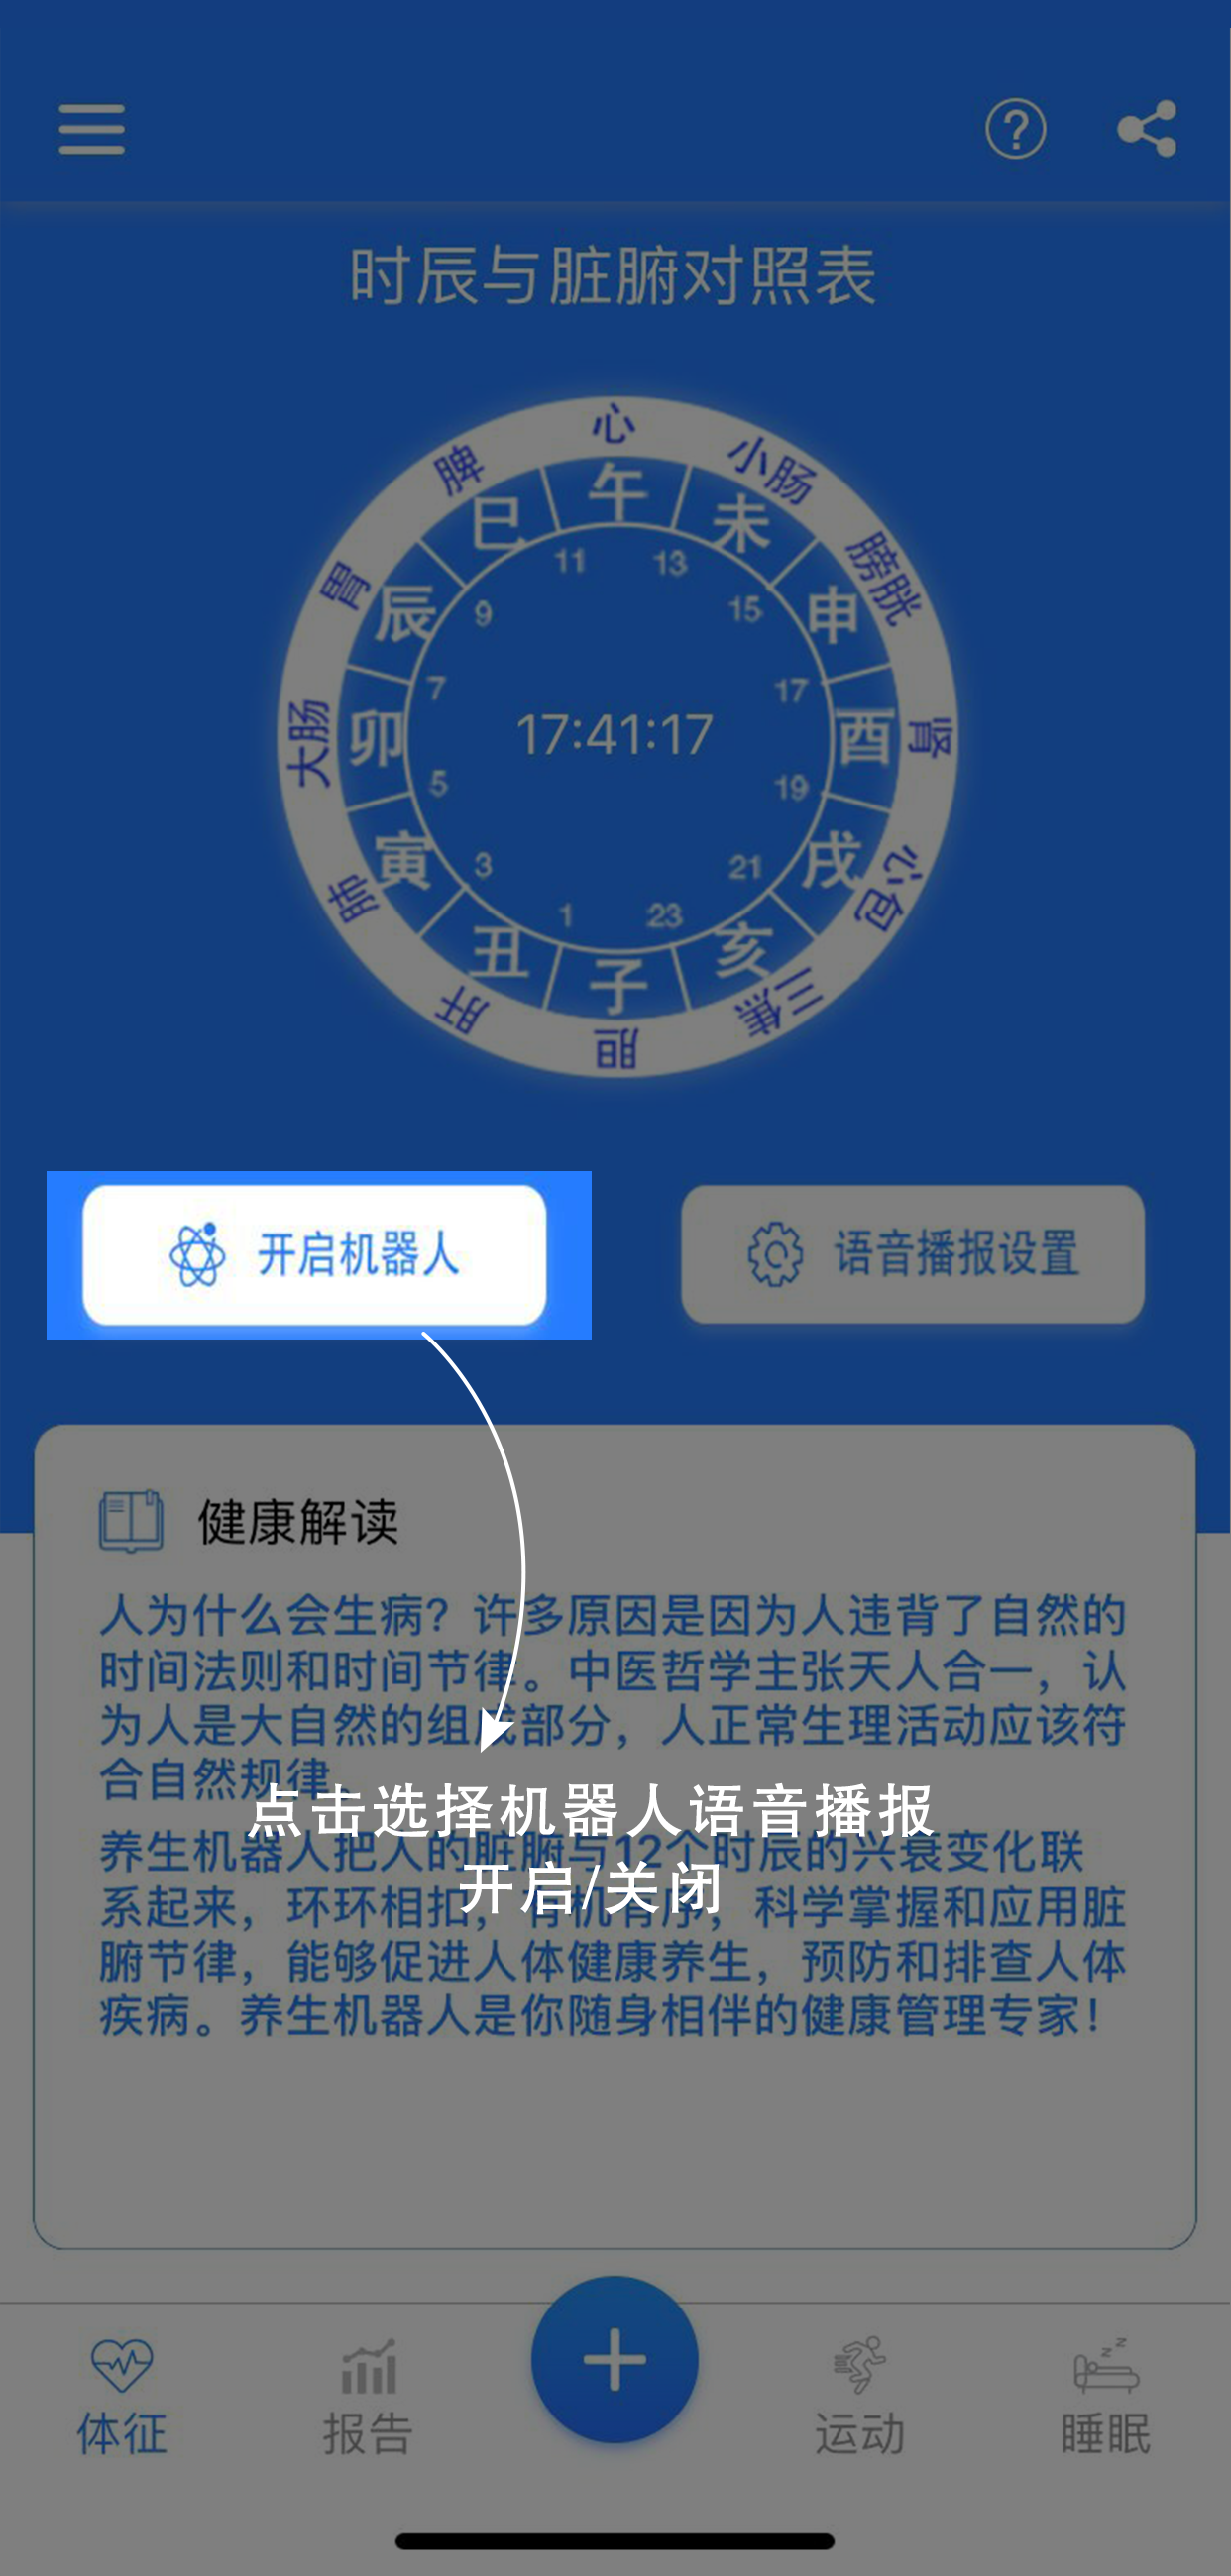 时辰与脏腑对照表
心
小肠
膀胱
肾
心包
三焦
胆
肝
肺
大肠
胃
脾
午
未
申
酉
戌
亥
子
丑
寅
卯
辰
巳
11
13
15
17
19
21
23
1
3
5
7
9
17:41:17
开启机器人
语音播报设置
健康解读
人为什么会生病？许多原因是因为人违背了自然的
时间法则和时间节律。中医哲学主张天人合一，认
为人是大自然的组成部分，人正常生理活动应该符
合自然规律。
点击选择机器人语音播报
开启/关闭
养生机器人把人的脏腑与12个时辰的兴衰变化联
系起来，环环相扣，有机有序，科学掌握和应用脏
腑节律，能够促进人体健康养生，预防和排查人体
疾病。养生机器人是你随身相伴的健康管理专家！
体征
报告
运动
睡眠